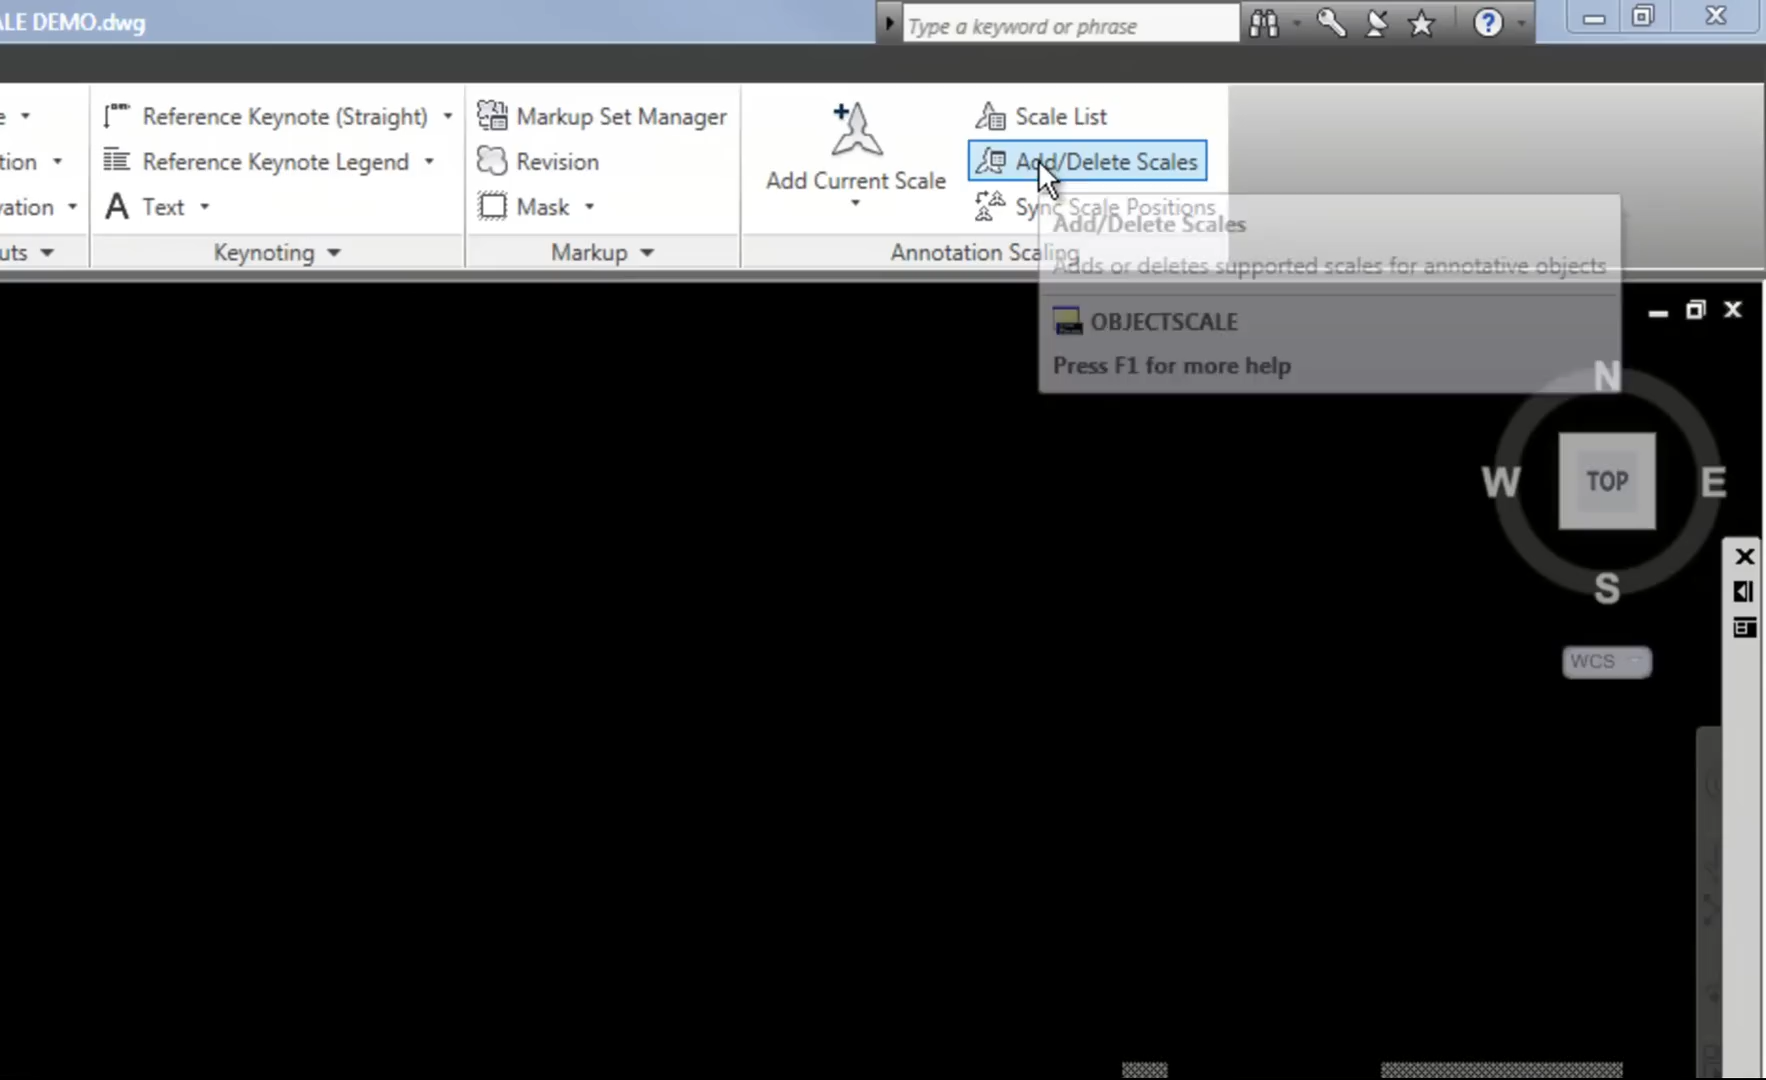 ALE DEMO.dwg
Type a keyword or phrase
Reference Keynote (Straight)
Markup Set Manager
Scale List
tion
Reference Keynote Legend
Revision
Add Current Scale
Add/Delete Scales
vation
Text
Mask
Sync Scale Positions
uts
Keynoting
Markup
Annotation Scaling
Add/Delete Scales
Adds or deletes supported scales for annotative objects
OBJECTSCALE
Press F1 for more help
N
W
TOP
E
S
WCS